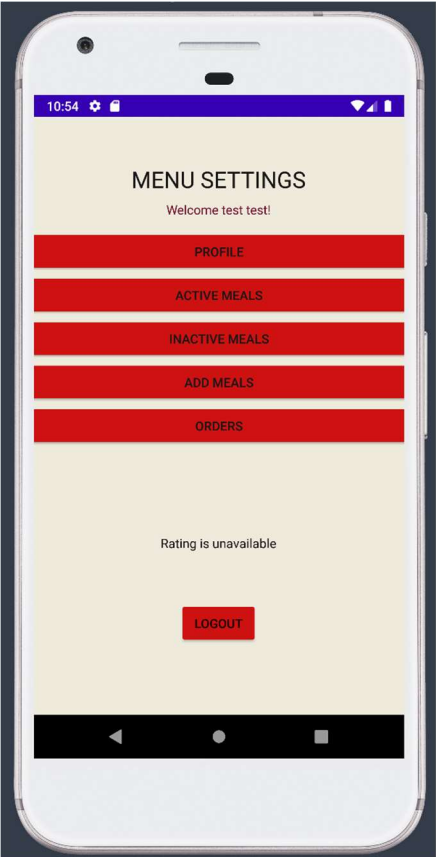 10:54
MENU SETTINGS
Welcome test test!
PROFILE
ACTIVE MEALS
INACTIVE MEALS
ADD MEALS
ORDERS
Rating is unavailable
LOGOUT